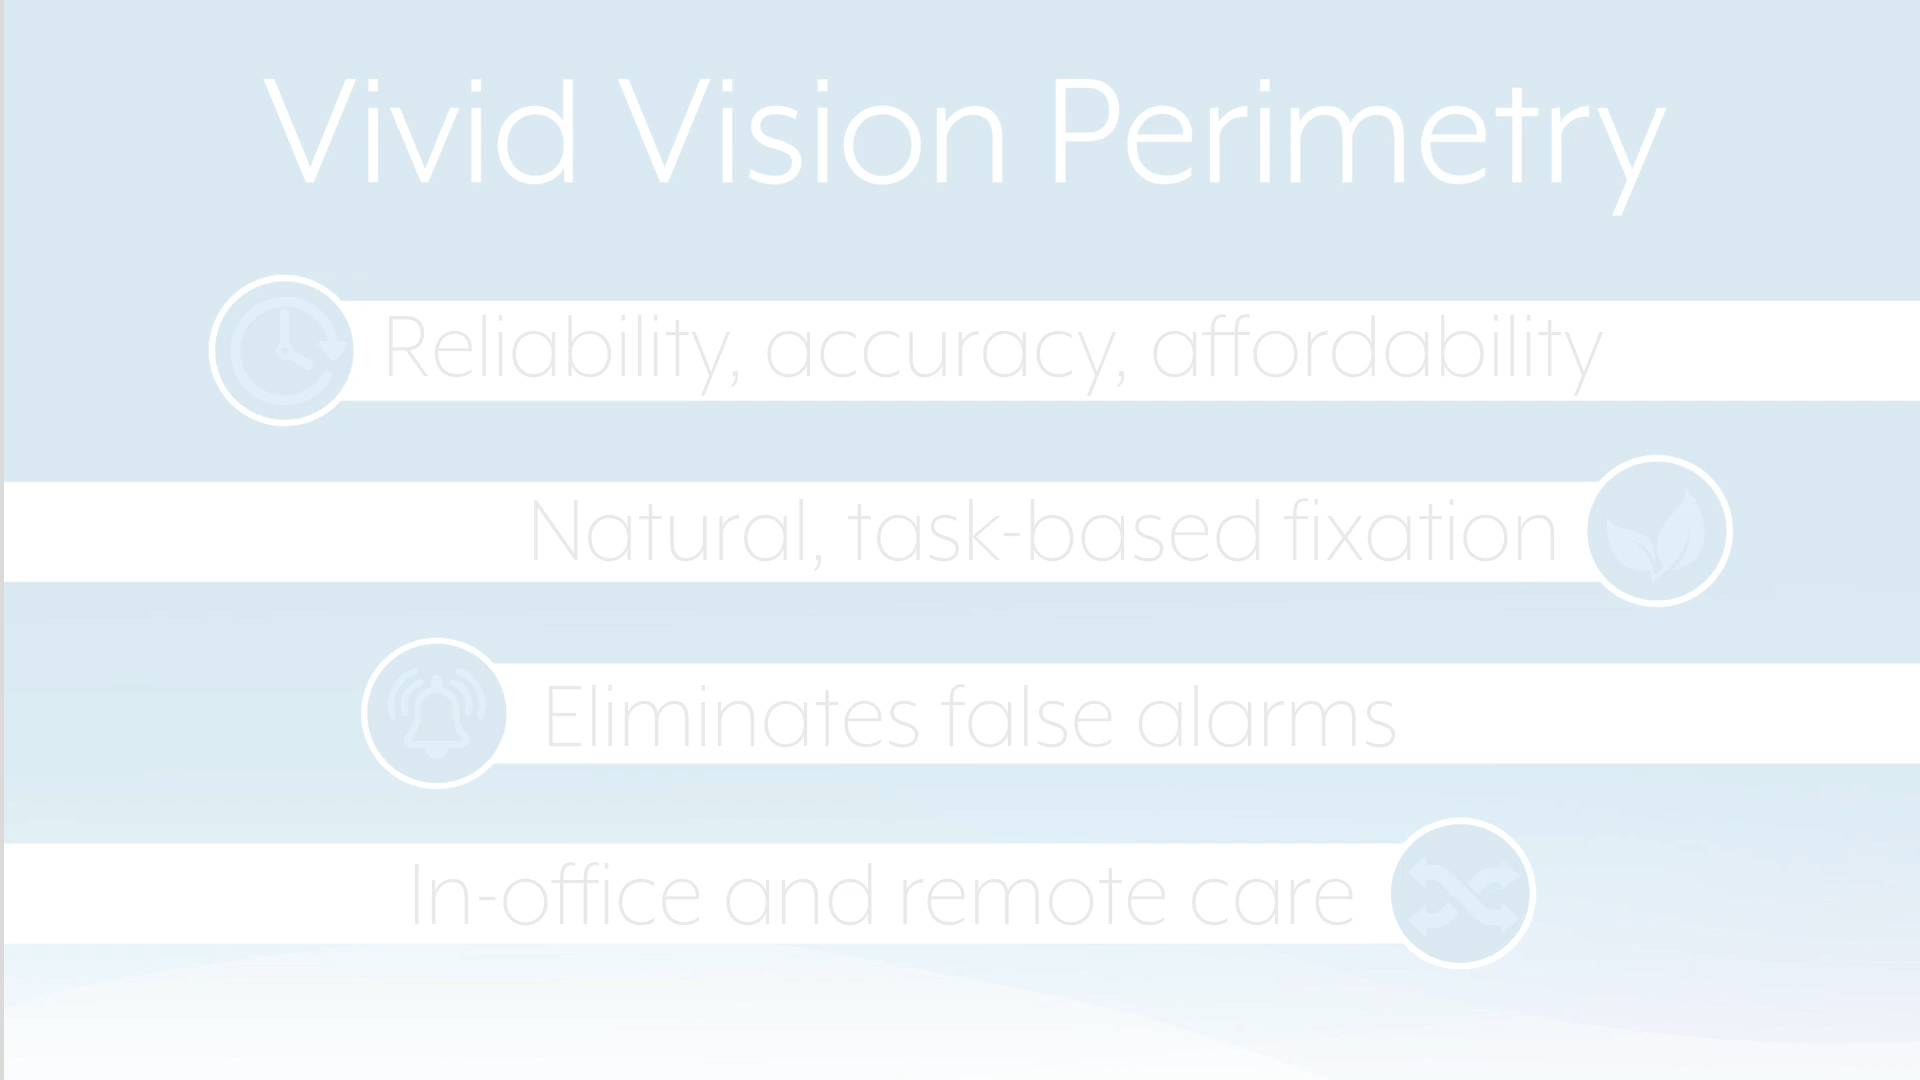 Vivid Vision Perimetry
Reliability, accuracy, affordability
Natural, task-based fixation
Eliminates false alarms
In-office and remote care